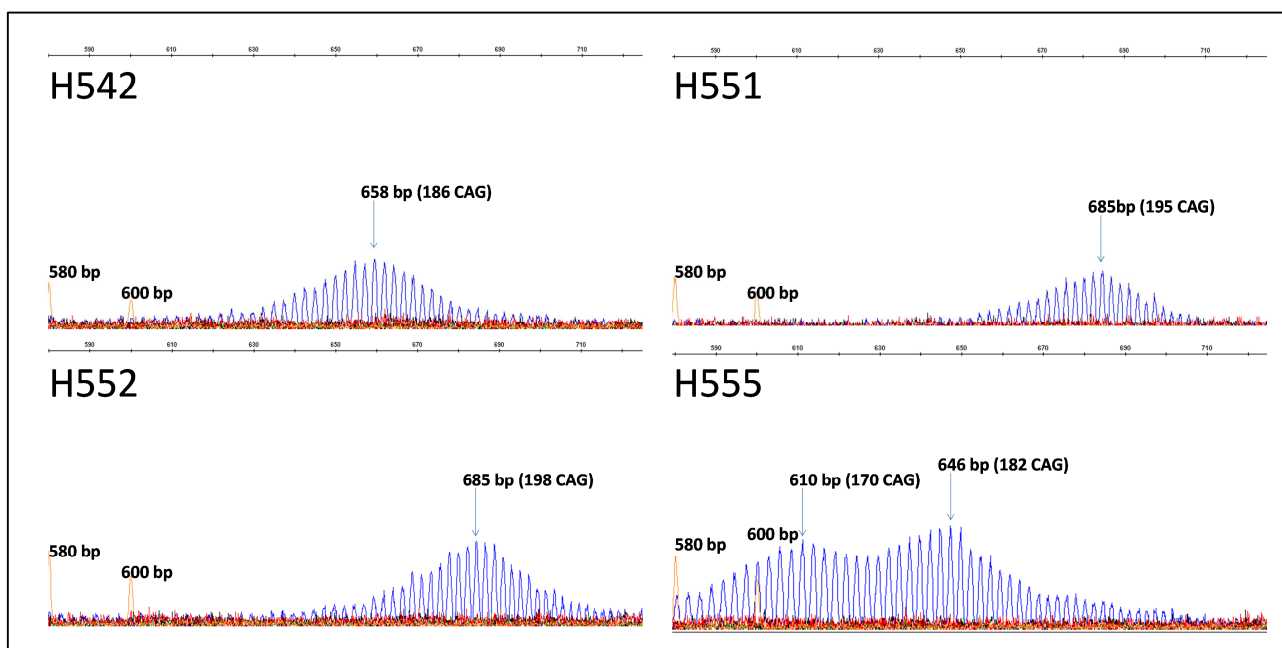 590 610 630 650 670 690 710
H542
658 bp (186 CAG)
580 bp
600 bp
590 610 630 650 670 690 710
H551
685bp (195 CAG)
580 bp
600 bp
590 610 630 650 670 690 710
H552
685 bp (198 CAG)
580 bp
600 bp
590 610 630 650 670 690 710
H555
646 bp (182 CAG)
610 bp (170 CAG)
600 bp
580 bp